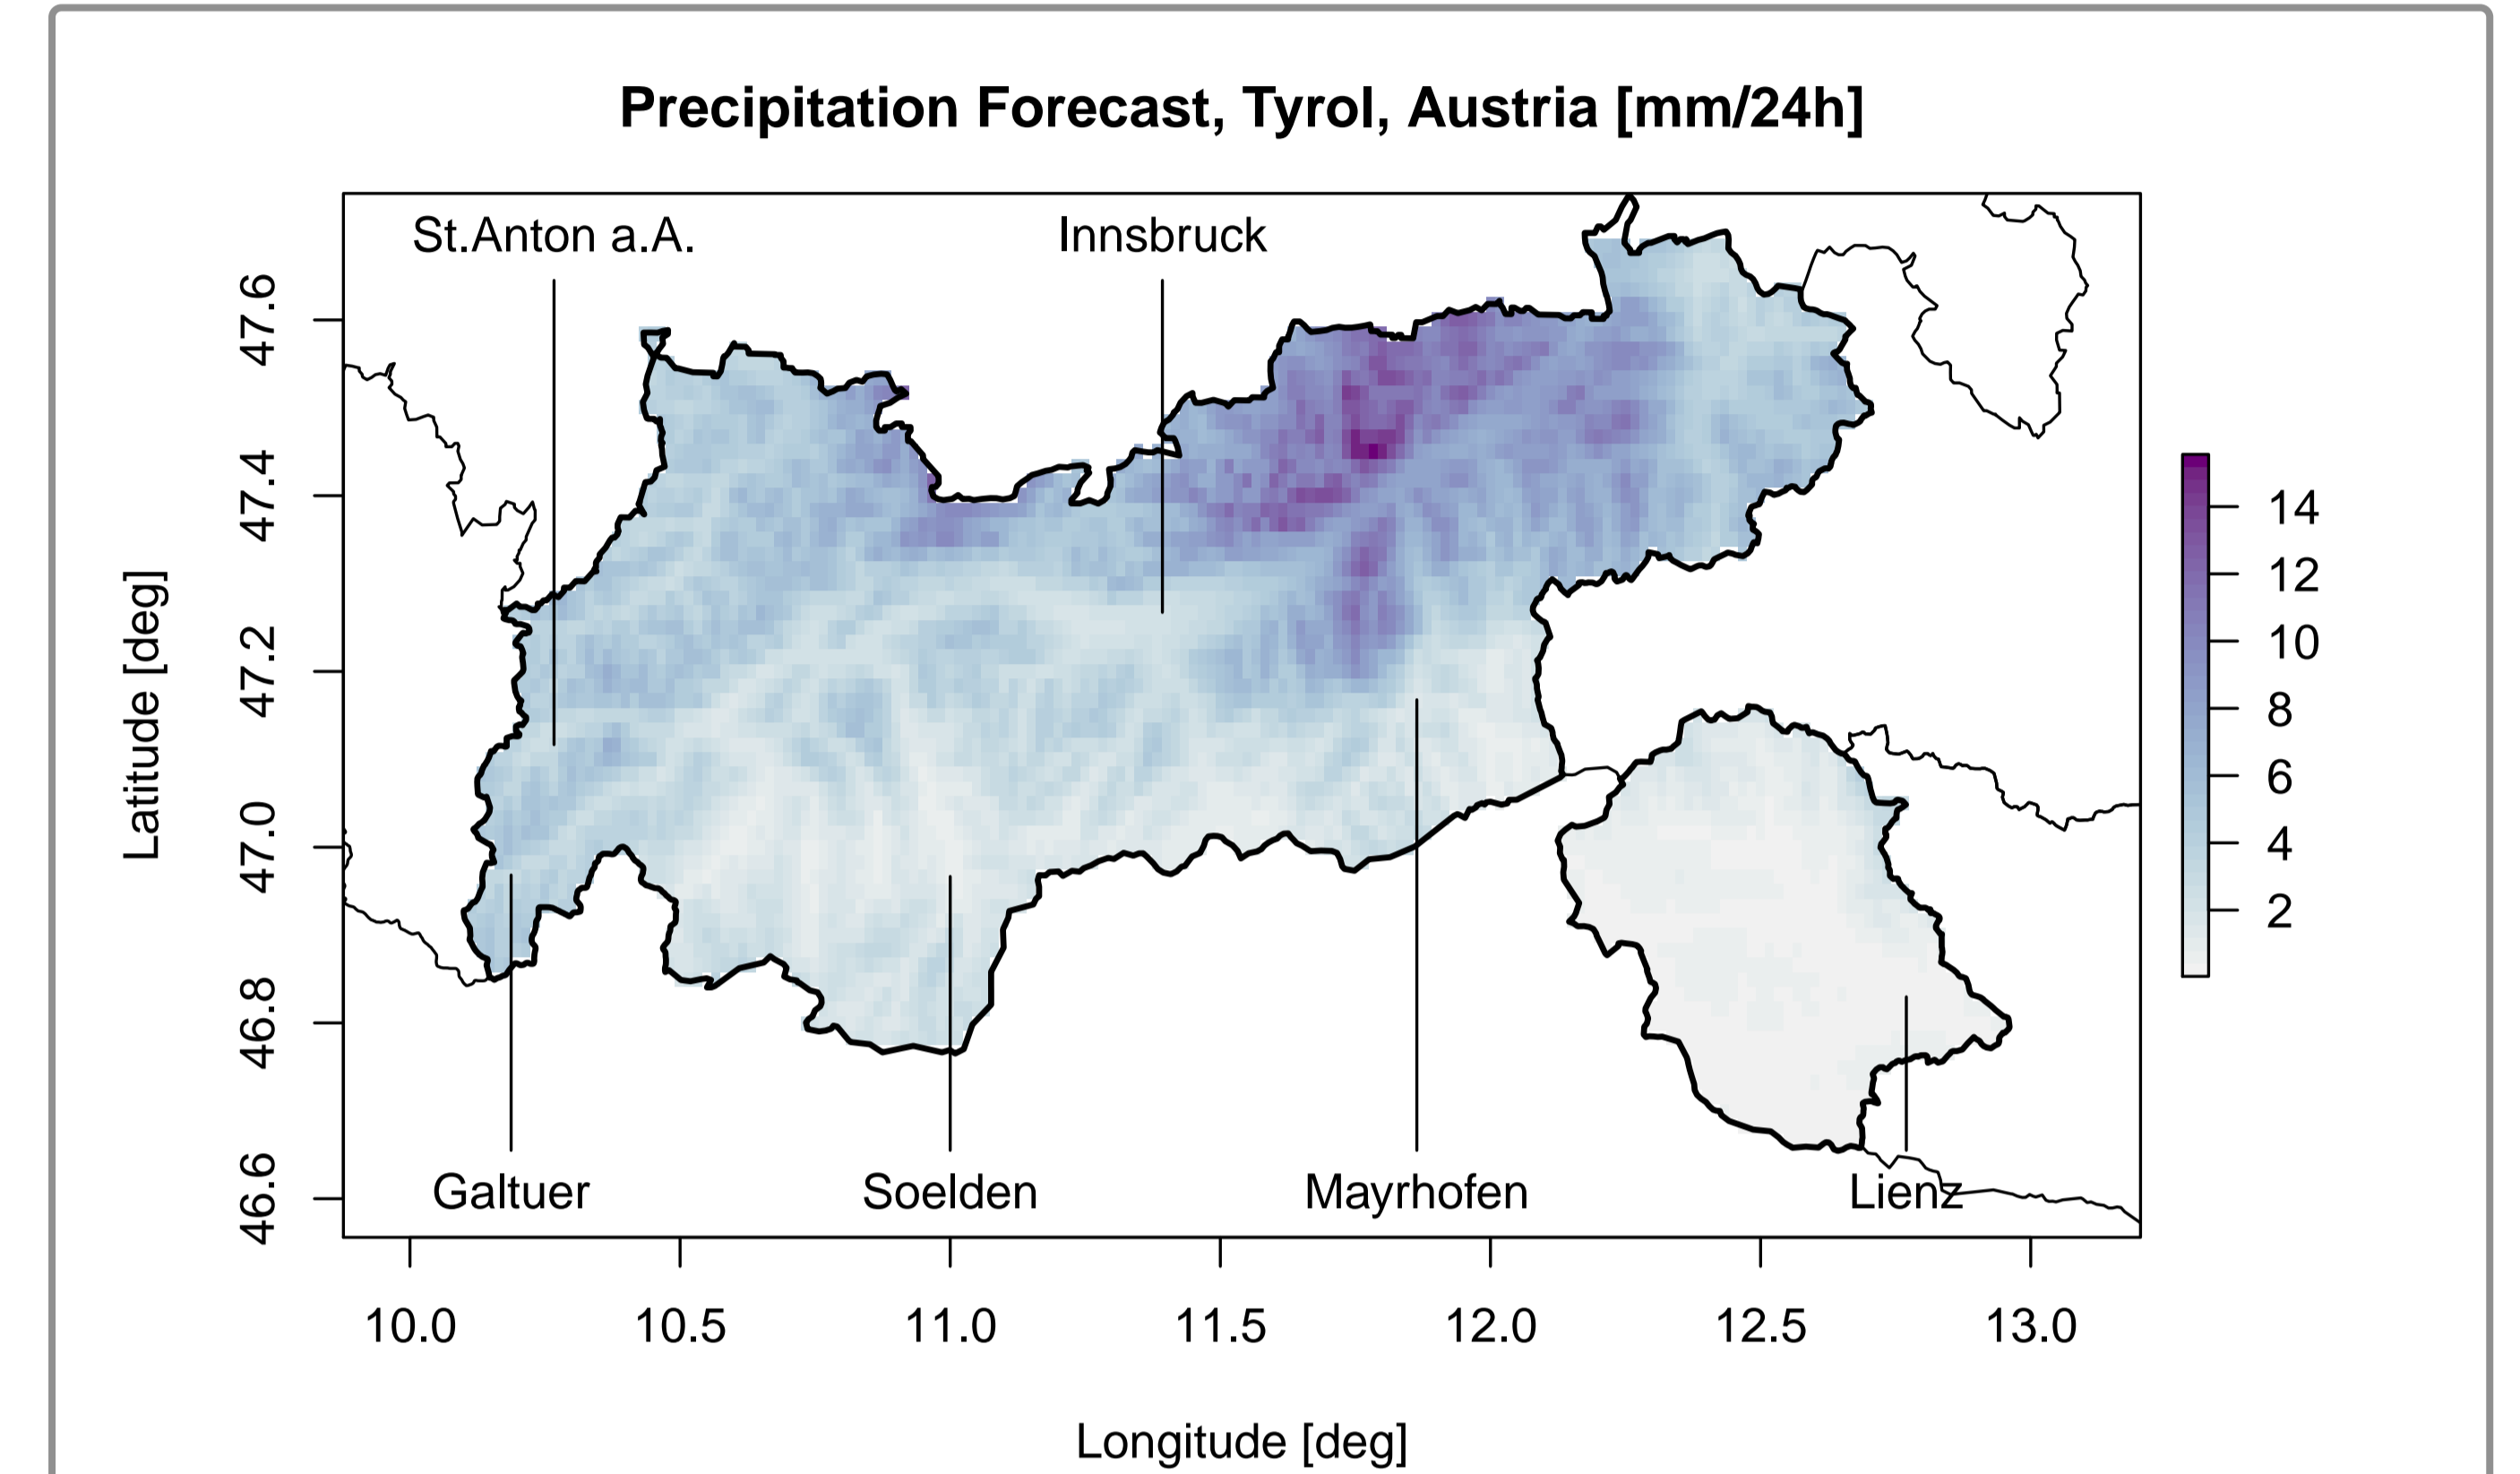 Precipitation Forecast, Tyrol, Austria [mm/24h]
St.Anton a.A.
Innsbruck
47.6
47.4
47.2
47.0
46.8
46.6
Latitude [deg]
14
12
10
8
6
4
2
Galtuer
Soelden
Mayrhofen
Lienz
10.0
10.5
11.0
11.5
12.0
12.5
13.0
Longitude [deg]